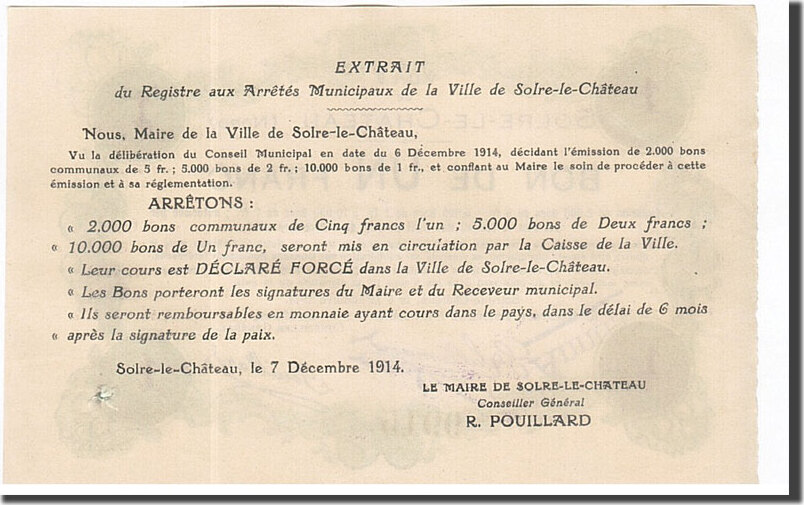 EXTRAIT
du Registre aux Arrêtés Municipaux de la Ville de Solre-le-Château
Nous, Maire de la Ville de Solre-le-Château,
Vu la délibération du Conseil Municipal en date du 6 Décembre 1914, décidant l'émission de 2.000 bons
communaux de 5 fr. ; 5.000 bons de 2 fr. ; 10.000 bons de 1 fr., et confiant au Maire le soin de procéder à cette
émission et à sa réglementation.
ARRÊTONS :
« 2.000 bons communaux de Cinq francs l'un ; 5.000 bons de Deux francs ;
« 10.000 bons de Un franc, seront mis en circulation par la Caisse de la Ville.
« Leur cours est DÉCLARÉ FORCÉ dans la Ville de Solre-le-Château.
« Les Bons porteront les signatures du Maire et du Receveur municipal.
« Ils seront remboursables en monnaie ayant cours dans le pays, dans le délai de 6 mois
« après la signature de la paix.
Solre-le-Château, le 7 Décembre 1914.
LE MAIRE DE SOLRE-LE-CHATEAU
Conseiller Général
R. POUILLARD